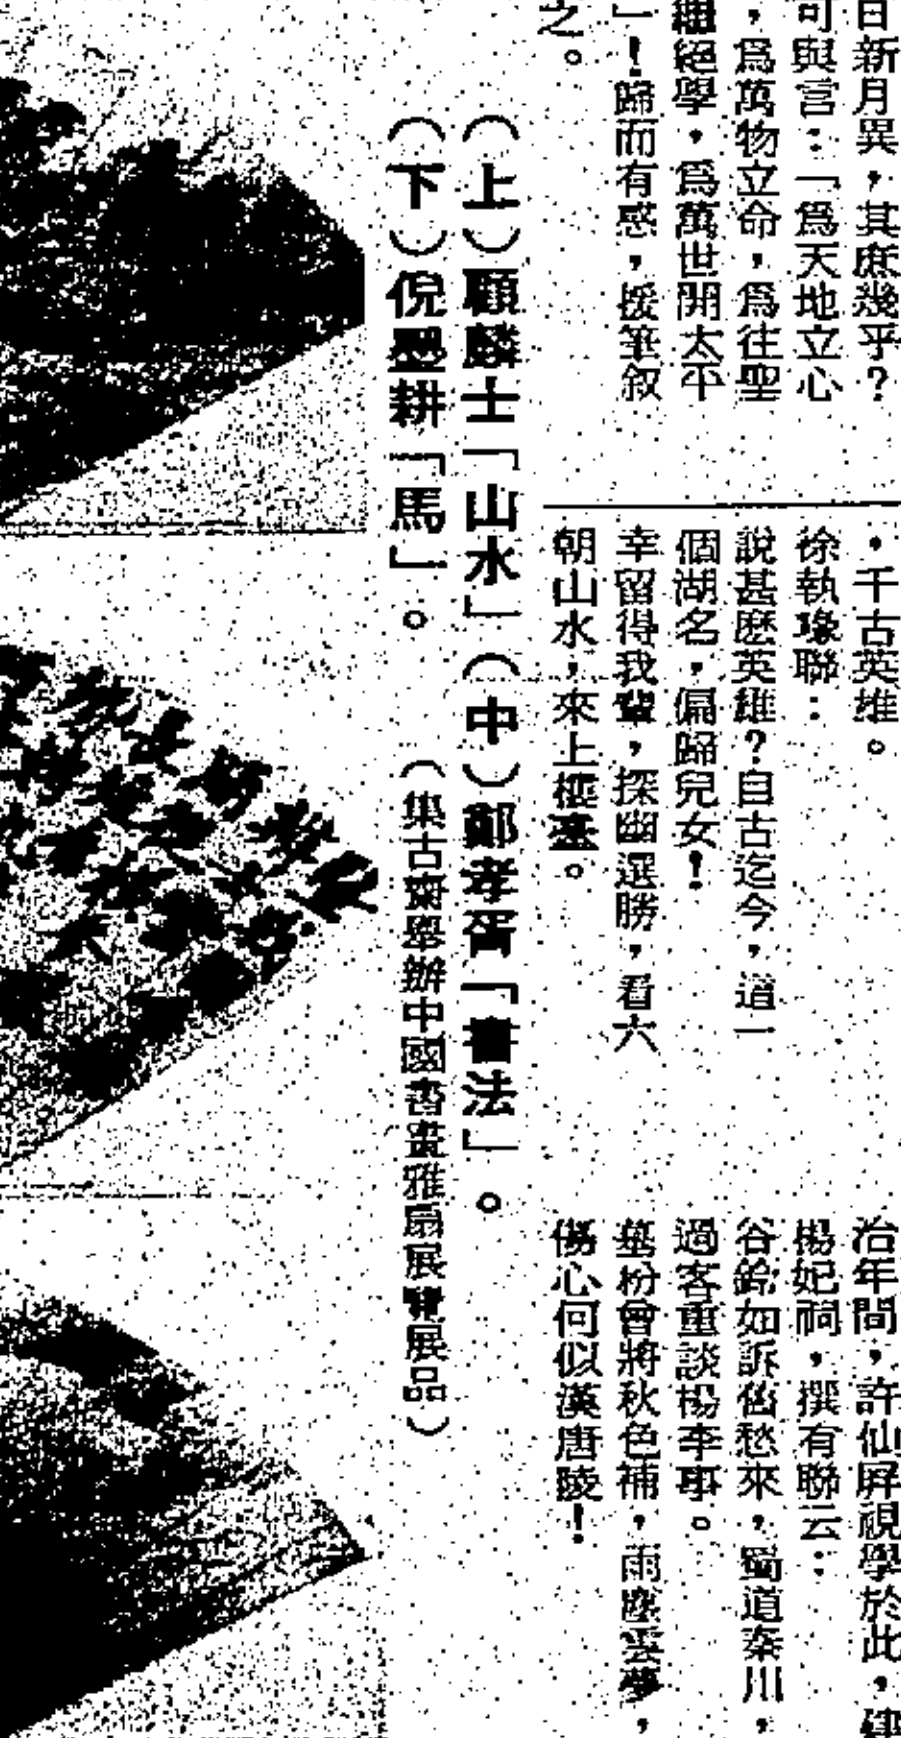 日新月異，其庶幾乎？
可與言：「爲天地立心
，爲萬物立命，爲往聖
繼絕學，爲萬世開太平
」！歸而有感，援筆叙
之。
・千古英雄。
徐執瑑聯：
說甚麽英雄？自古迄今，道一
個湖名，偏歸兒女！
幸留得我輩，探幽選勝，看六
朝山水，來上樓臺。
治年間，許仙屏視學於此，建
楊妃祠，撰有聯云：
谷鈴如訴舊愁來，蜀道秦川，
過客重談楊李事。
墓粉曾將秋色補，雨塵雲夢，
傷心何似漢唐陵！
（上）顧麟士「山水」（中）鄭孝胥「書法」。
（下）倪墨耕「馬」。（集古齋舉辦中國書畫雅扇展覽展品）